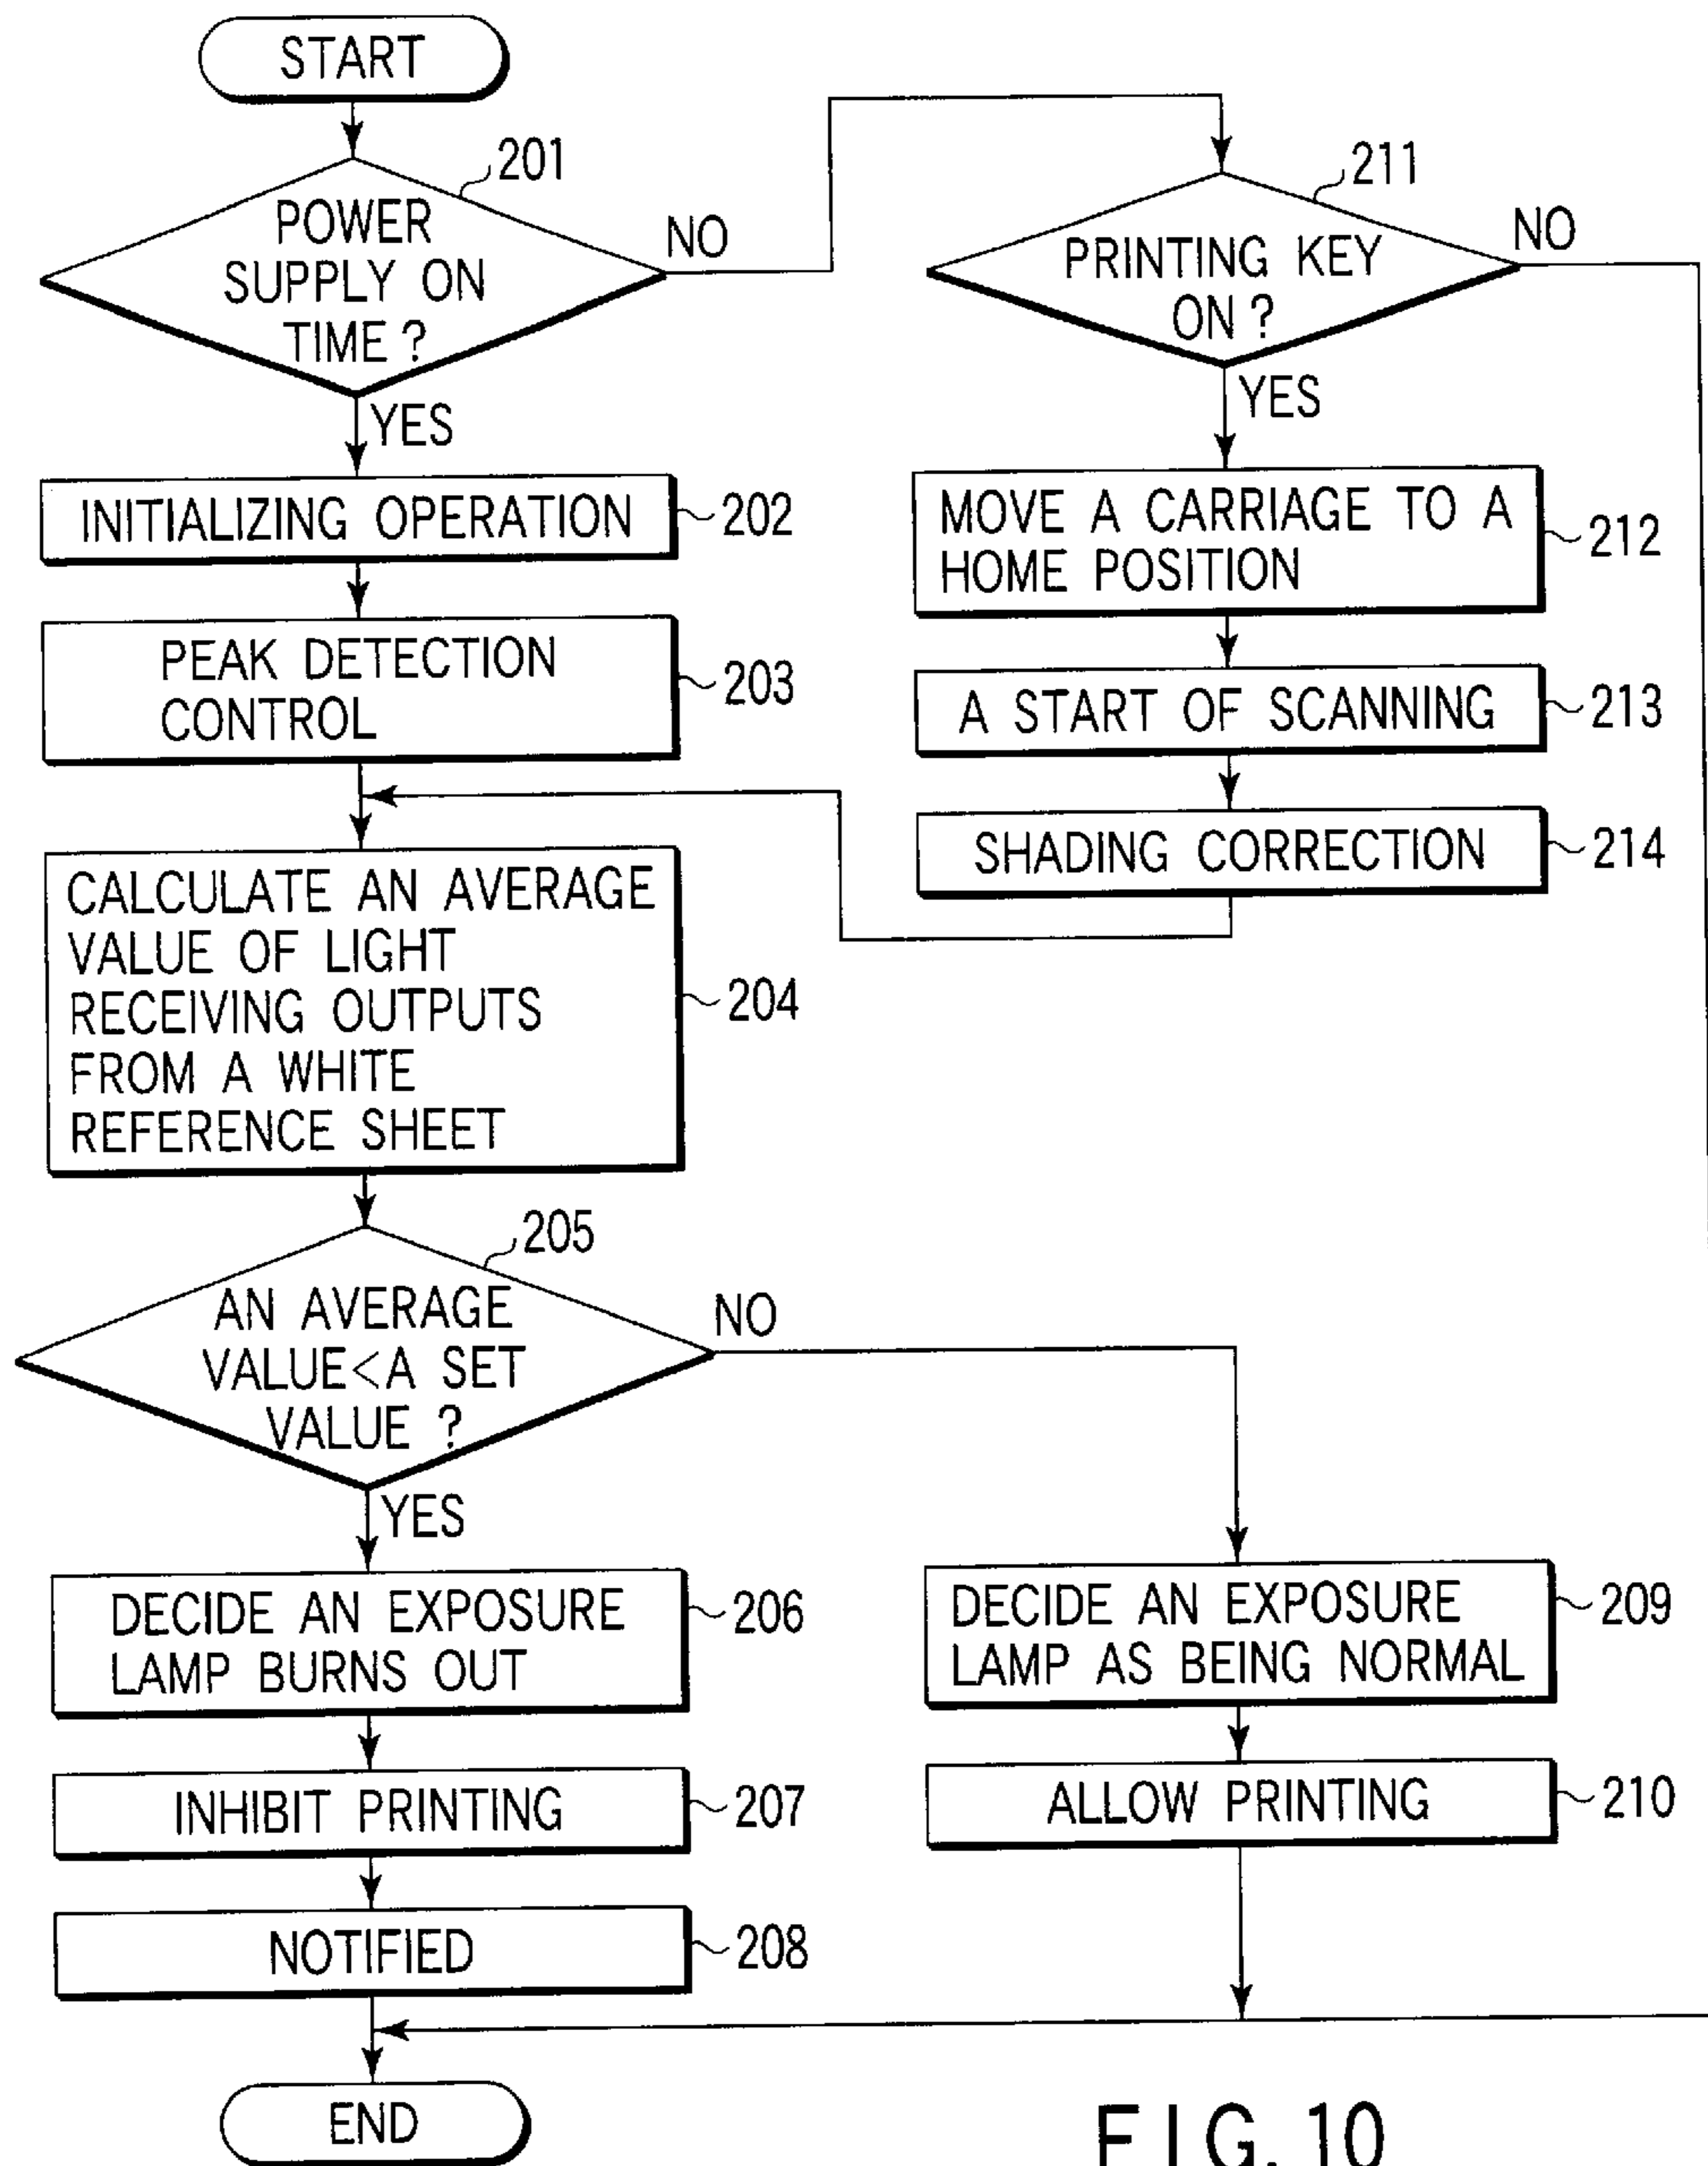 START
201
POWER
SUPPLY ON
TIME?
NO
YES
INITIALIZING OPERATION
202
PEAK DETECTION
CONTROL
203
CALCULATE AN AVERAGE
VALUE OF LIGHT
RECEIVING OUTPUTS
FROM A WHITE
REFERENCE SHEET
204
205
AN AVERAGE
VALUE<A SET
VALUE ?
NO
YES
DECIDE AN EXPOSURE
LAMP BURNS OUT
206
INHIBIT PRINTING
207
NOTIFIED
208
END
211
PRINTING KEY
ON ?
NO
YES
MOVE A CARRIAGE TO A
HOME POSITION
212
A START OF SCANNING
213
SHADING CORRECTION
214
DECIDE AN EXPOSURE
LAMP AS BEING NORMAL
209
ALLOW PRINTING
210
FIG. 10